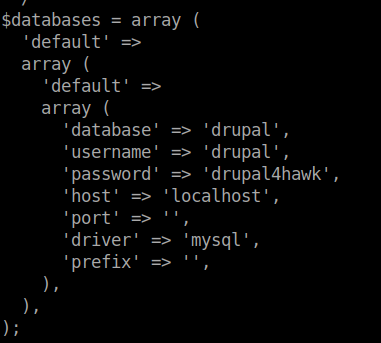 $databases = array (
  'default' =>
  array (
    'default' =>
    array (
      'database' => 'drupal',
      'username' => 'drupal',
      'password' => 'drupal4hawk',
      'host' => 'localhost',
      'port' => '',
      'driver' => 'mysql',
      'prefix' => '',
    ),
  ),
);